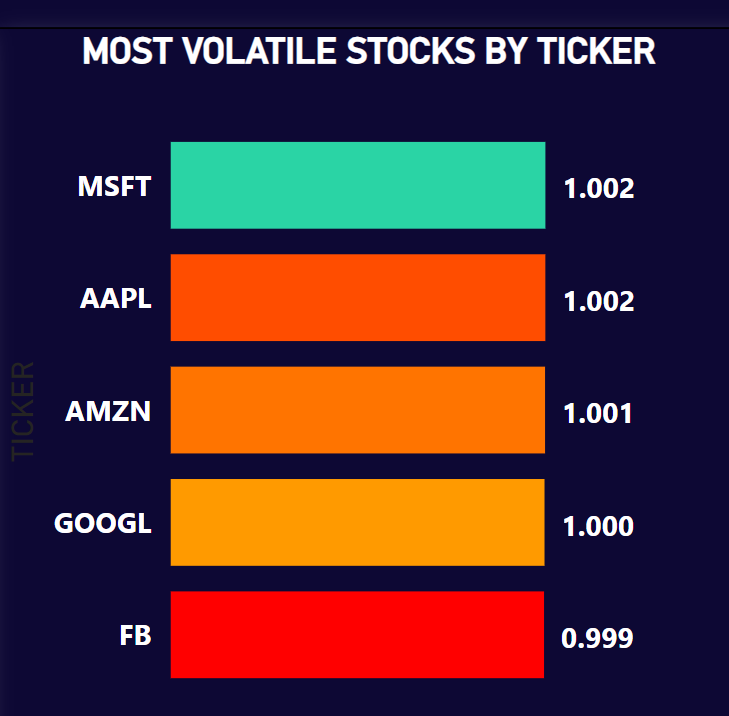 MOST VOLATILE STOCKS BY TICKER
MSFT 1.002
AAPL 1.002
TICKER
AMZN 1.001
GOOGL 1.000
FB 0.999